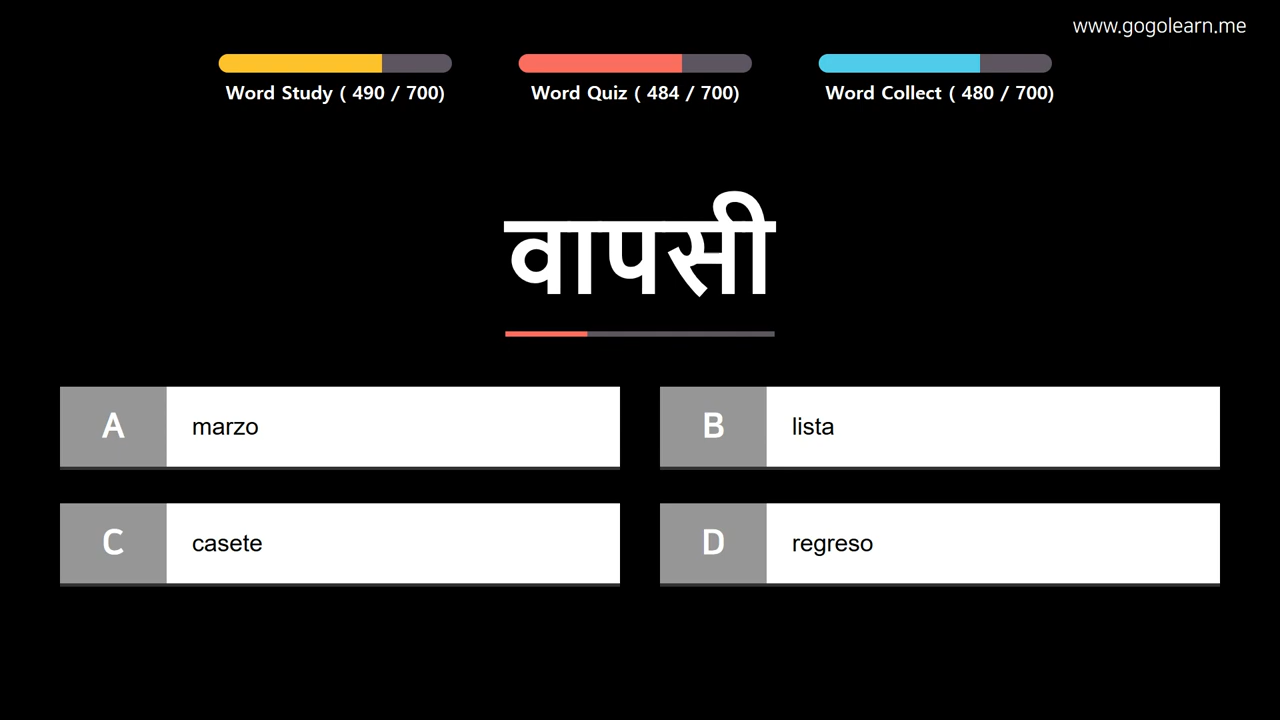 www.gogolearn.me
Word Study ( 490 / 700)
Word Quiz ( 484 / 700)
Word Collect ( 480 / 700)
वापसी
A
marzo
B
lista
C
casete
D
regreso